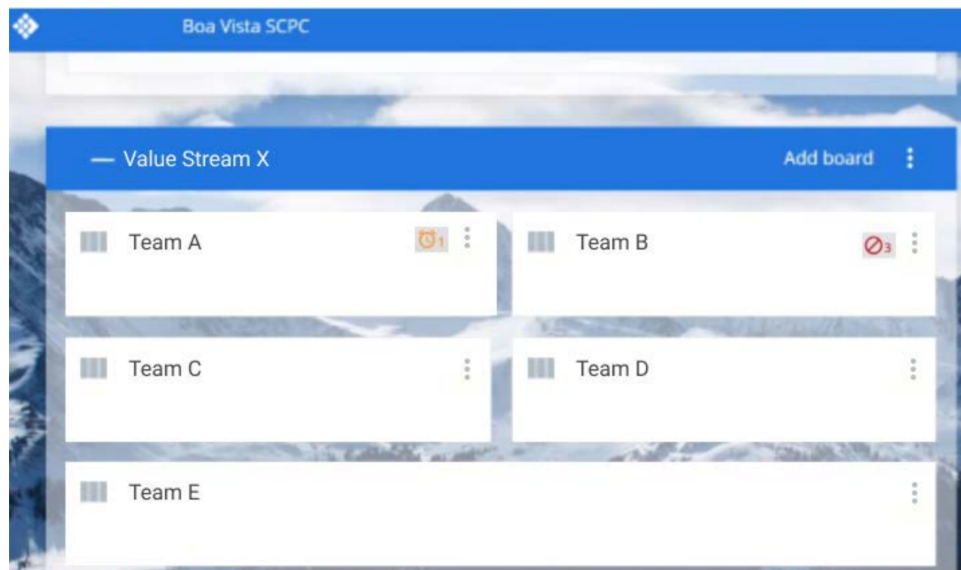 Boa Vista SCPC
Value Stream X Add board
Team A 1 Team B 3
Team C Team D
Team E